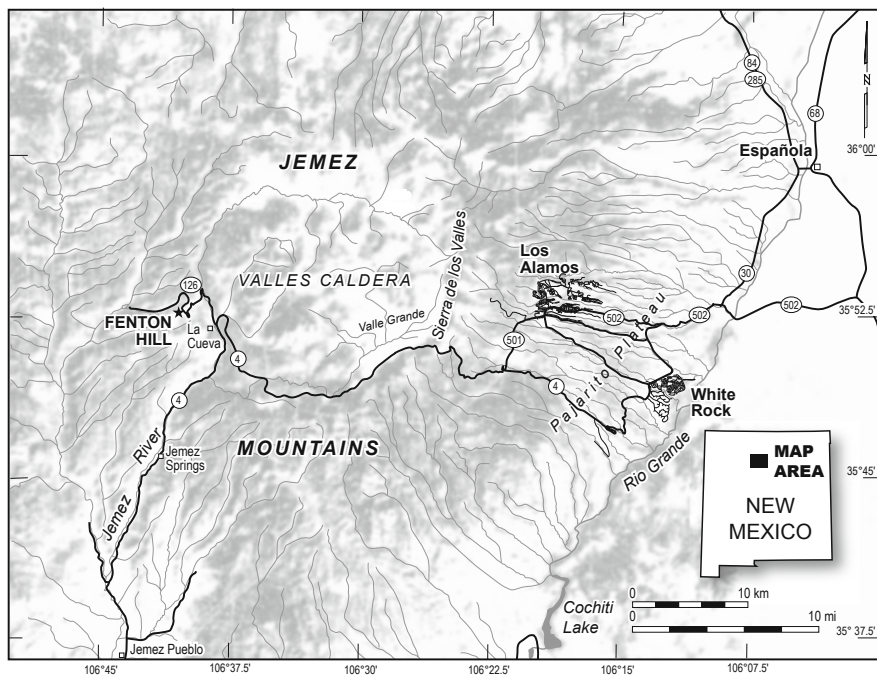 84
285
68
N
Española
36°00'
JEMEZ
Sierra de los Valles
Los
Alamos
VALLES CALDERA
126
30
502
FENTON
HILL
La
Cueva
Valle Grande
502
502
35°52.5'
501
Pajarito Plateau
4
4
4
White
Rock
MOUNTAINS
River
Jemez
Jemez
Springs
Rio Grande
MAP
AREA
35°45'
NEW
MEXICO
0
10 km
Cochiti
Lake
0
10 mi
35° 37.5'
Jemez Pueblo
106°45'
106°37.5'
106°30'
106°22.5'
106°15'
106°07.5'